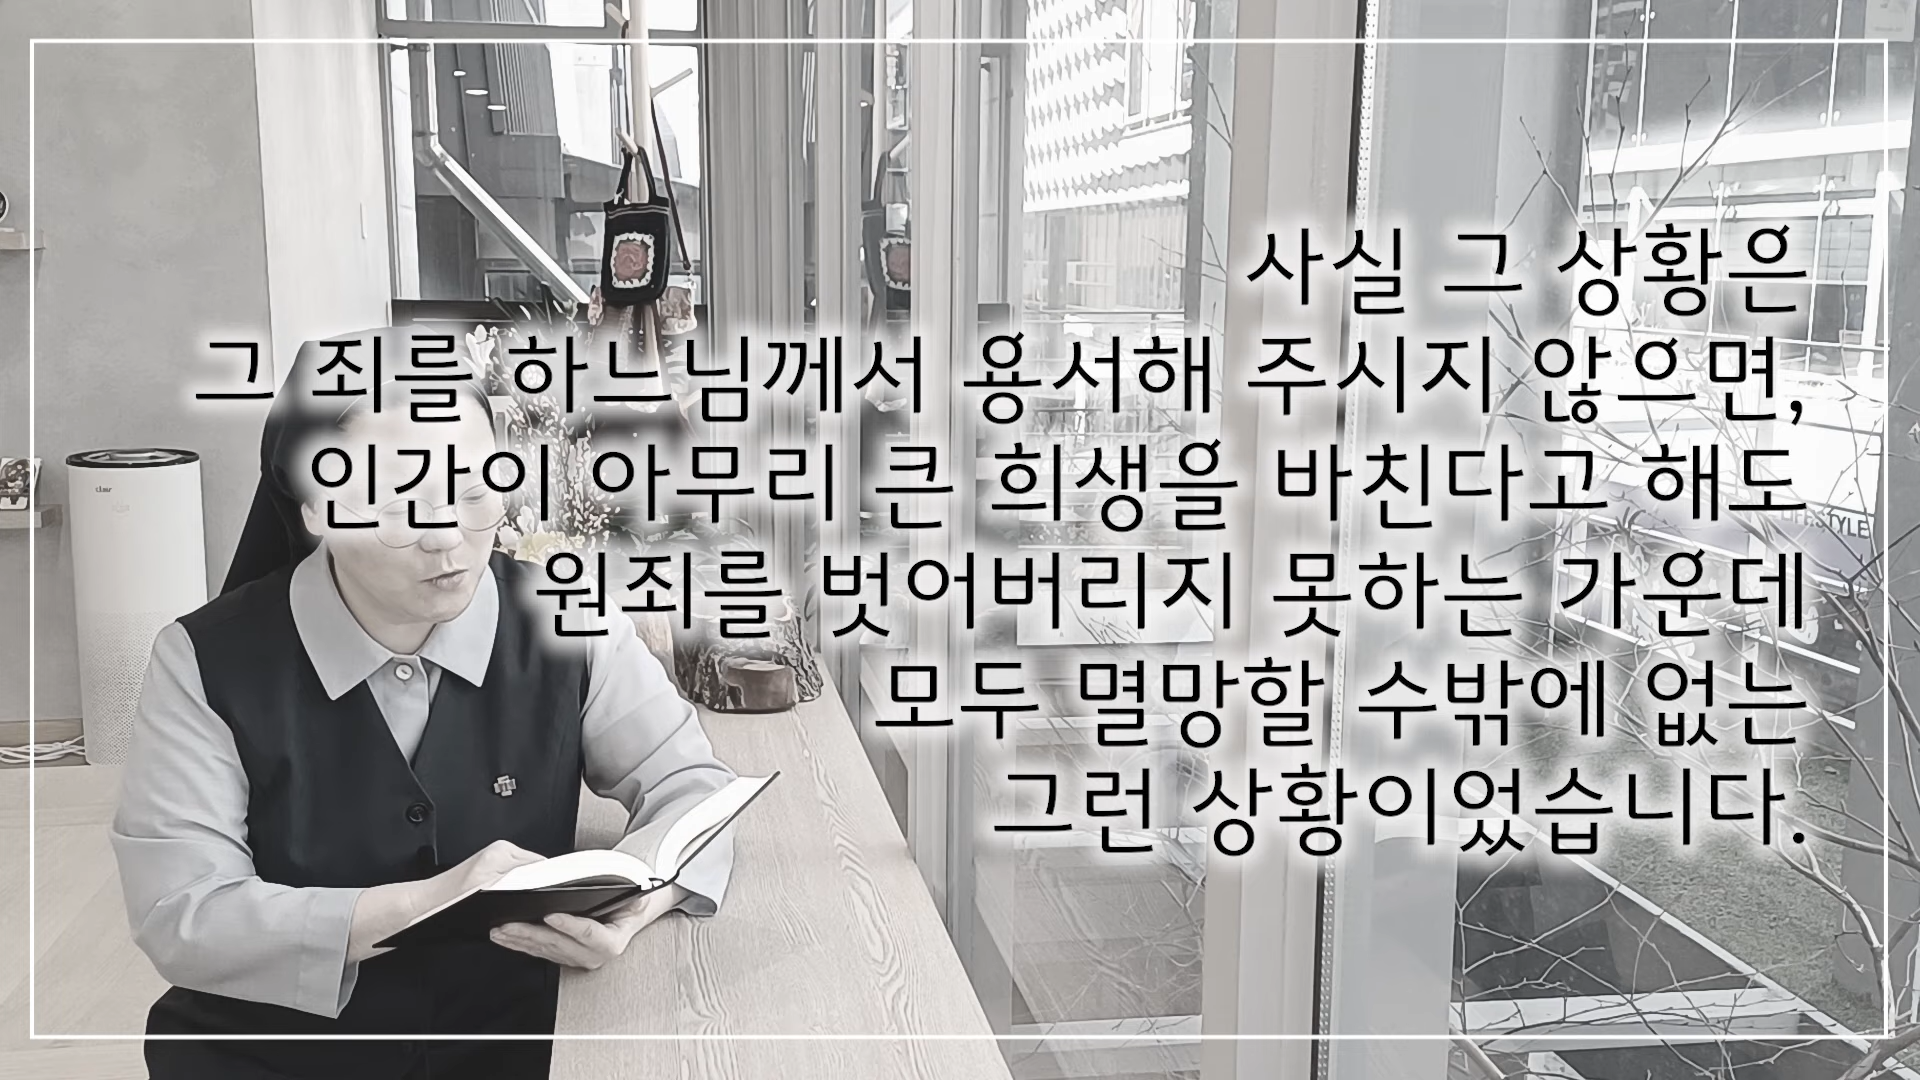 사실 그 상황은
그 죄를 하느님께서 용서해 주시지 않으면,
인간이 아무리 큰 희생을 바친다고 해도
원죄를 벗어버리지 못하는 가운데
모두 멸망할 수밖에 없는
그런 상황이었습니다.
clair
LIFESTYLE